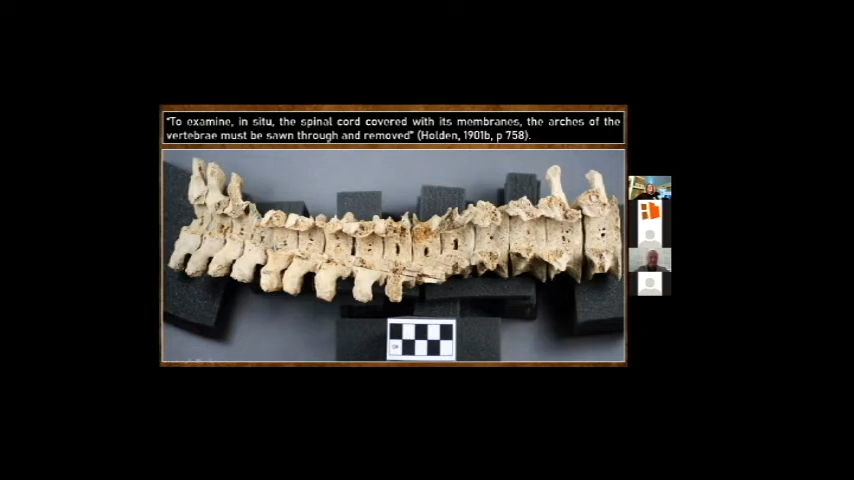 "To examine, in situ, the spinal cord covered with its membranes, the arches of the
vertebrae must be sawn through and removed" (Holden, 1901b, p 758).